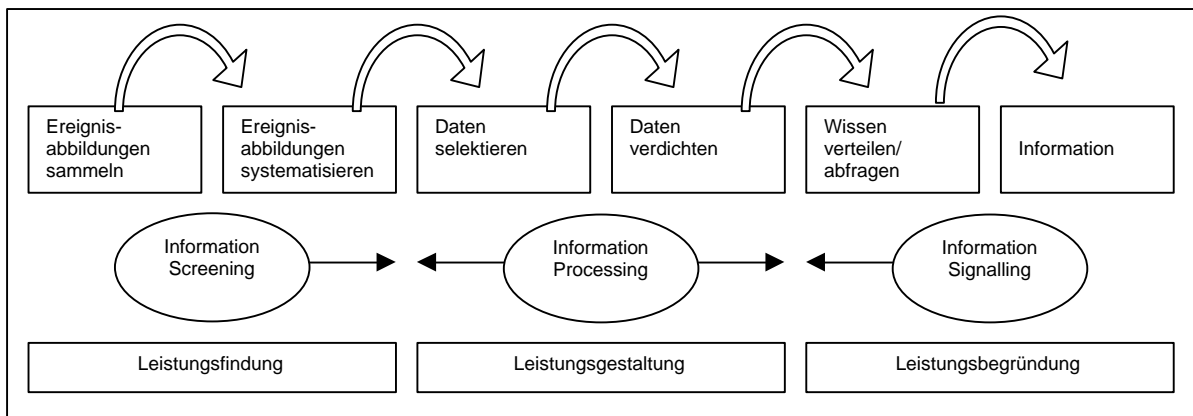 Ereignis-
abbildungen
sammeln
Ereignis-
abbildungen
systematisieren
Daten
selektieren
Daten
verdichten
Wissen
verteilen/
abfragen
Information
Information
Screening
Information
Processing
Information
Signalling
Leistungsfindung
Leistungsgestaltung
Leistungsbegründung